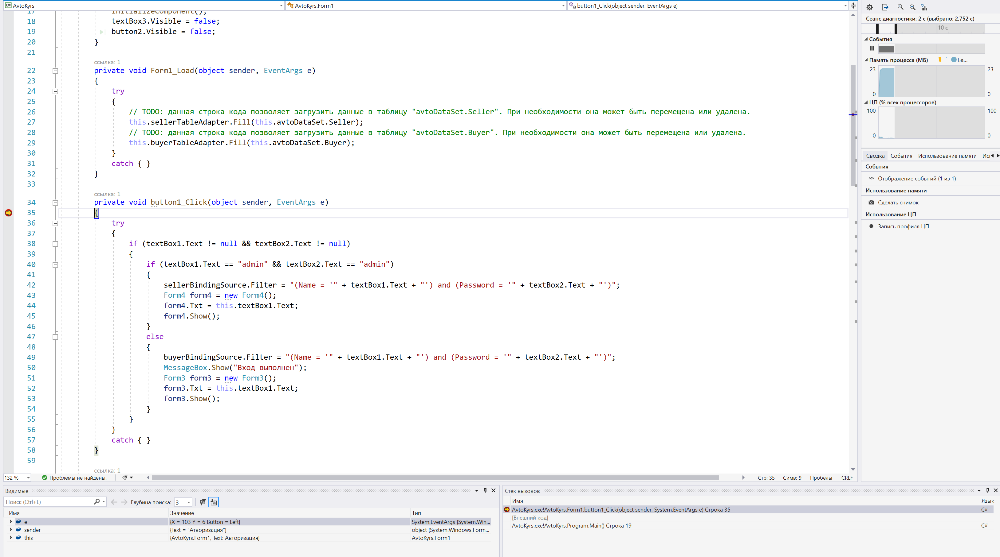 C# AvtoKyrs
AvtoKyrs.Form1
button1_Click(object sender, EventArgs e)
17 InitializeComponent();
18 textBox3.Visible = false;
19 button2.Visible = false;
20 }
21
ссылка: 1
22 private void Form1_Load(object sender, EventArgs e)
23 {
24 try
25 {
26 // TODO: данная строка кода позволяет загрузить данные в таблицу "avtoDataSet.Seller". При необходимости она может быть перемещена или удалена.
27 this.sellerTableAdapter.Fill(this.avtoDataSet.Seller);
28 // TODO: данная строка кода позволяет загрузить данные в таблицу "avtoDataSet.Buyer". При необходимости она может быть перемещена или удалена.
29 this.buyerTableAdapter.Fill(this.avtoDataSet.Buyer);
30 }
31 catch { }
32 }
33
ссылка: 1
34 private void button1_Click(object sender, EventArgs e)
35 {
36 try
37 {
38 if (textBox1.Text != null && textBox2.Text != null)
39 {
40 if (textBox1.Text == "admin" && textBox2.Text == "admin")
41 {
42 sellerBindingSource.Filter = "(Name = '" + textBox1.Text + "') and (Password = '" + textBox2.Text + "')";
43 Form4 form4 = new Form4();
44 form4.Txt = this.textBox1.Text;
45 form4.Show();
46 }
47 else
48 {
49 buyerBindingSource.Filter = "(Name = '" + textBox1.Text + "') and (Password = '" + textBox2.Text + "')";
50 MessageBox.Show("Вход выполнен");
51 Form3 form3 = new Form3();
52 form3.Txt = this.textBox1.Text;
53 form3.Show();
54 }
55 }
56 }
57 catch { }
58 }
59
ссылка: 1
132 % Проблемы не найдены. Стр: 35 Симв: 9 Пробелы CRLF
Сеанс диагностики: 2 с (выбрано: 2,752 с)
10 с
События
Память процесса (МБ) Ба...
23 23
0 0
ЦП (% всех процессоров)
100 100
0 0
Сводка События Использование памяти Ис
События
Отображение событий (1 из 1)
Использование памяти
Сделать снимок
Использование ЦП
Запись профиля ЦП
Видимые
Поиск (Ctrl+E) Глубина поиска: 3
Имя Значение Тип
e {X = 103 Y = 6 Button = Left} System.EventArgs {System.Win...
sender {Text = "Атворизация"} object {System.Windows.Form...
this {AvtoKyrs.Form1, Text: Авторизация} AvtoKyrs.Form1
Стек вызовов
Имя Язык
AvtoKyrs.exe!AvtoKyrs.Form1.button1_Click(object sender, System.EventArgs e) Строка 35 C#
[Внешний код]
AvtoKyrs.exe!AvtoKyrs.Program.Main() Строка 19 C#